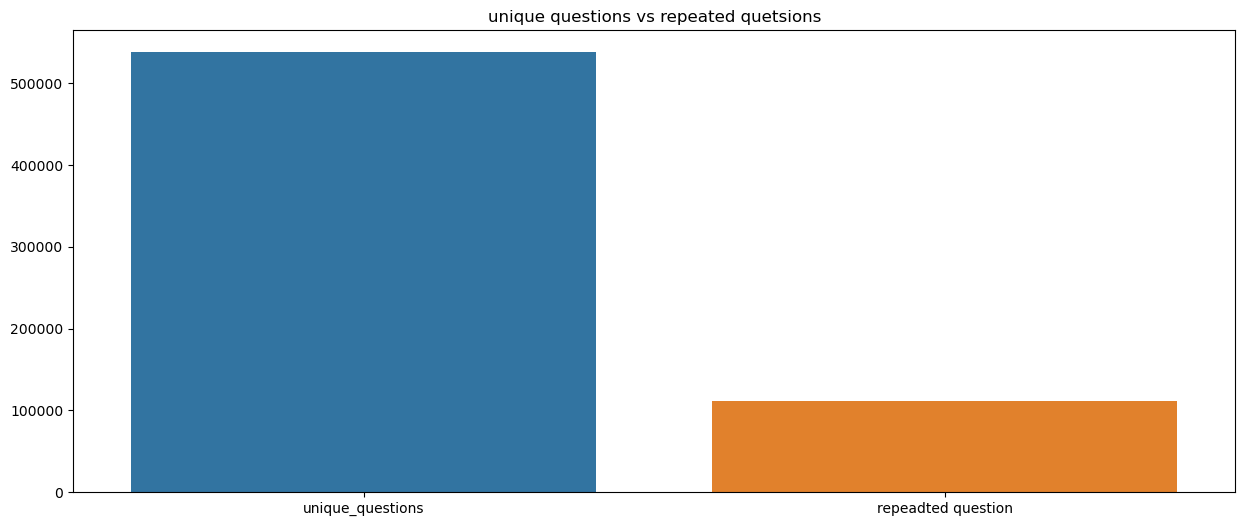 unique questions vs repeated quetsions
500000
400000
300000
200000
100000
0
unique_questions
repeadted question